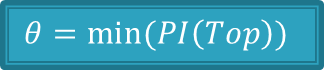 θ = min(PI(Top))